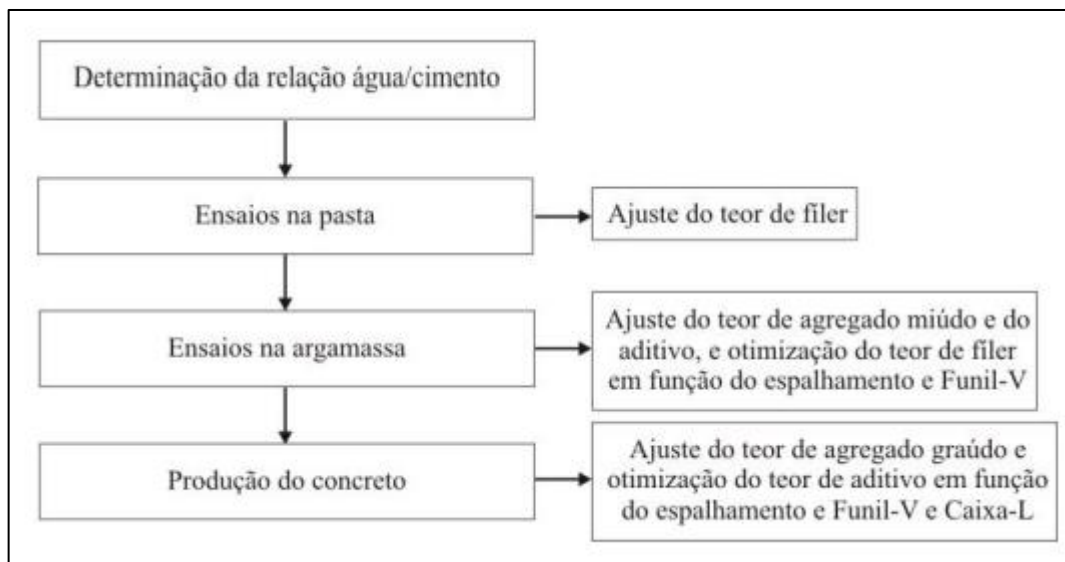 Determinação da relação água/cimento
Ensaios na pasta
Ajuste do teor de fíler
Ensaios na argamassa
Ajuste do teor de agregado miúdo e do
aditivo, e otimização do teor de fíler
em função do espalhamento e Funil-V
Produção do concreto
Ajuste do teor de agregado graúdo e
otimização do teor de aditivo em função
do espalhamento e Funil-V e Caixa-L